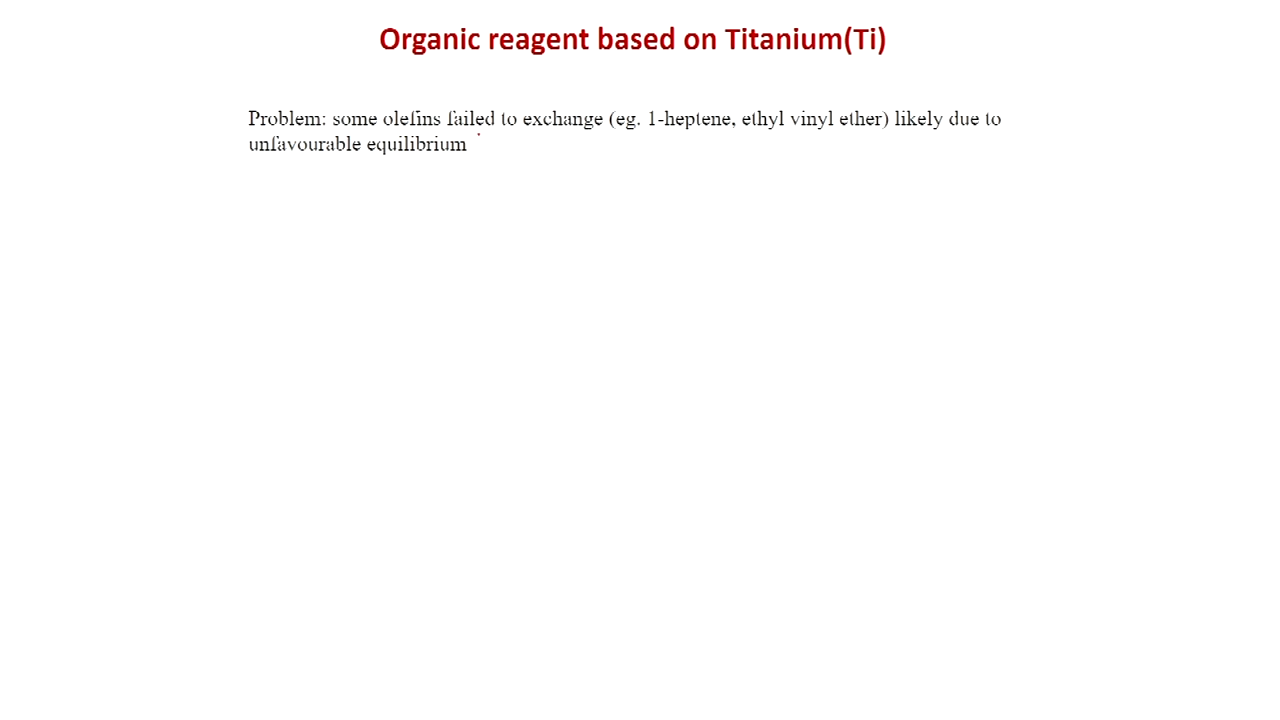 Organic reagent based on Titanium(Ti)
Problem: some olefins failed to exchange (eg. 1-heptene, ethyl vinyl ether) likely due to
unfavourable equilibrium